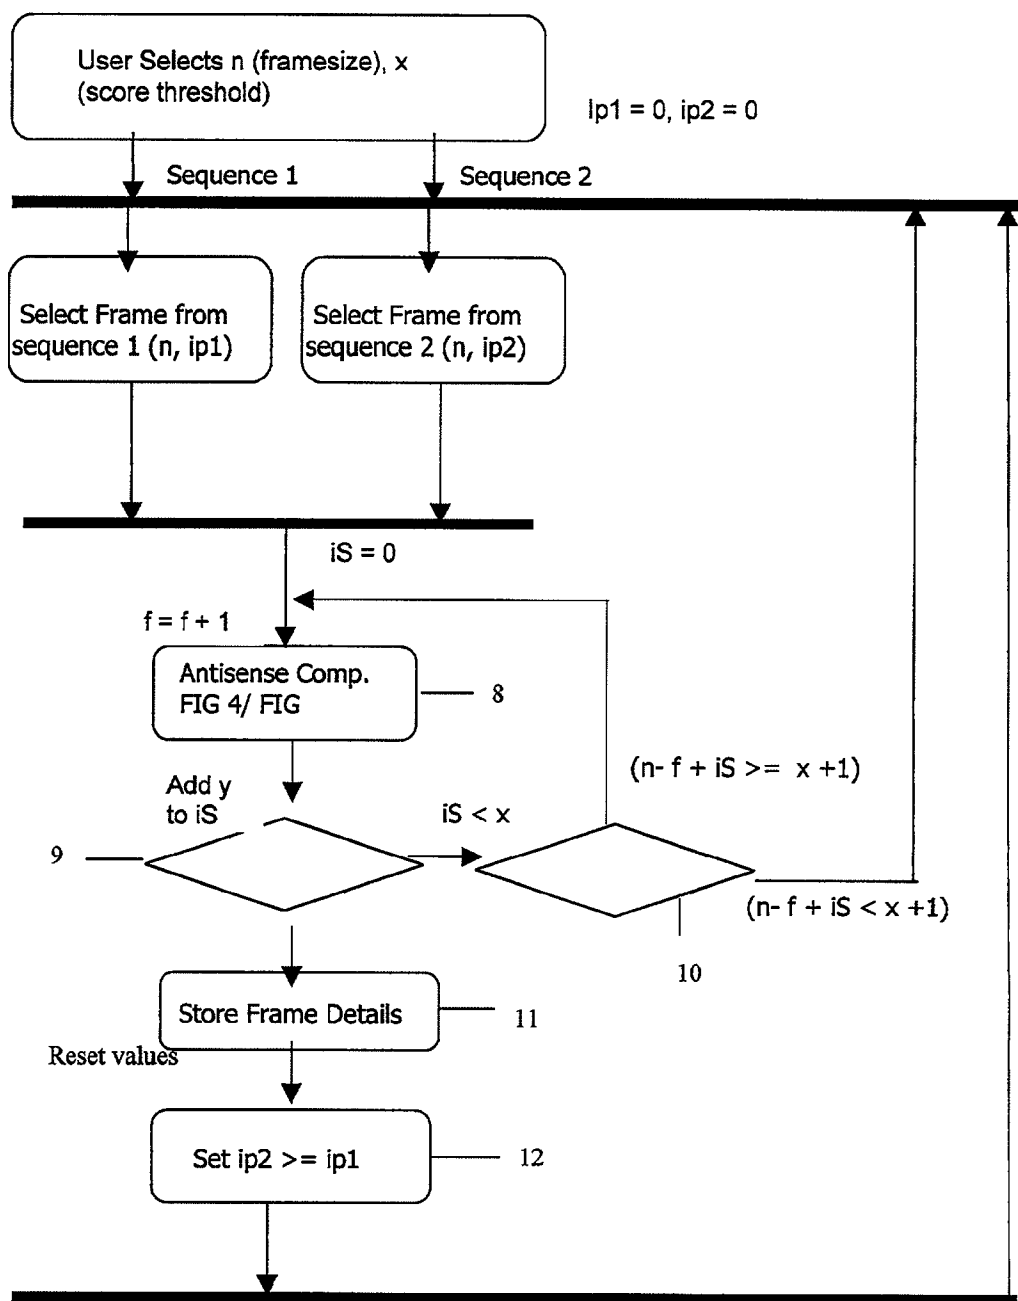 User Selects n (framesize), x
(score threshold)
Ip1 = 0, ip2 = 0
Sequence 1
Sequence 2
Select Frame from
sequence 1 (n, ip1)
Select Frame from
sequence 2 (n, ip2)
iS = 0
f = f + 1
Antisense Comp.
FIG 4/ FIG
8
(n- f + iS >= x +1)
Add y
to iS
iS < x
9
(n- f + iS < x +1)
10
Store Frame Details
11
Reset values
Set ip2 >= ip1
12